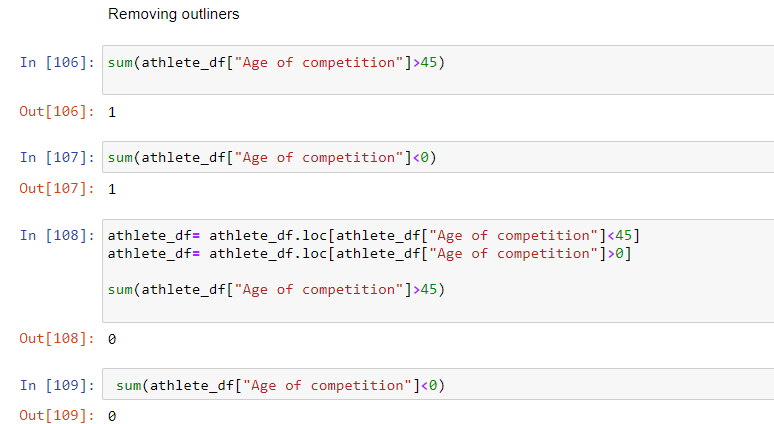 Removing outliners
In [106]: sum(athlete_df["Age of competition"]>45)
Out[106]: 1
In [107]: sum(athlete_df["Age of competition"]<0)
Out[107]: 1
In [108]: athlete_df= athlete_df.loc[athlete_df["Age of competition"]<45]
athlete_df= athlete_df.loc[athlete_df["Age of competition"]>0]
sum(athlete_df["Age of competition"]>45)
Out[108]: 0
In [109]: sum(athlete_df["Age of competition"]<0)
Out[109]: 0